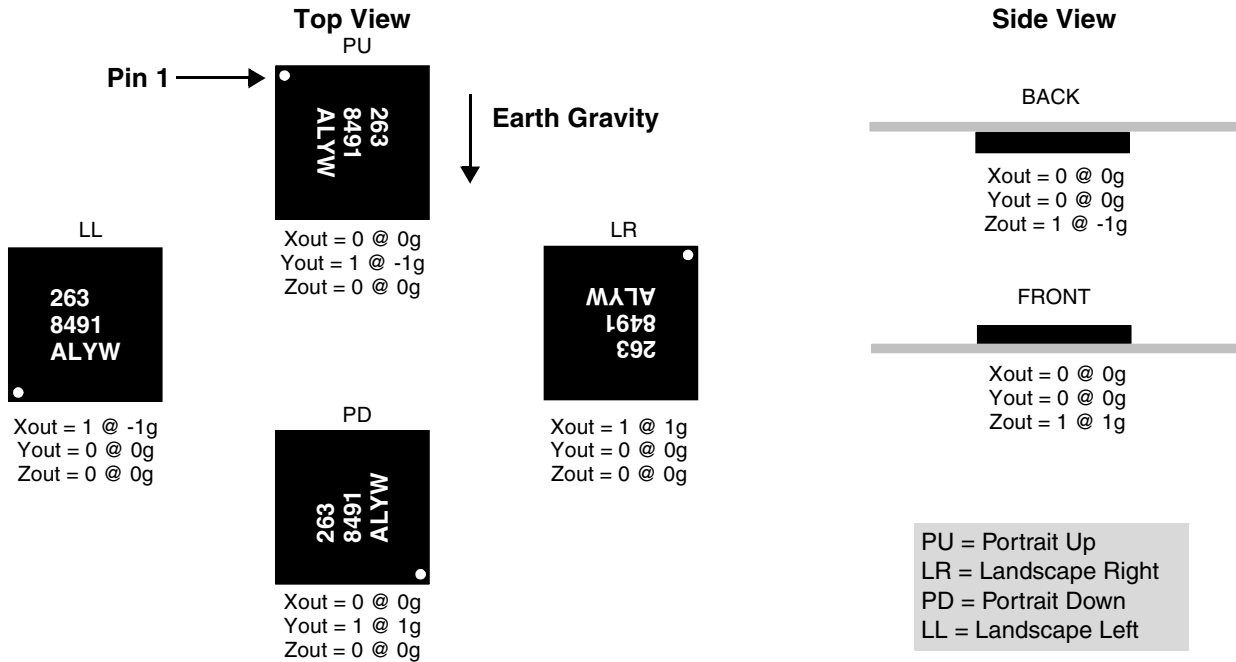 Top View
PU
Pin 1
263
8491
ALYW
Earth Gravity
Xout = 0 @ 0g
Yout = 1 @ -1g
Zout = 0 @ 0g
LL
263
8491
ALYW
Xout = 1 @ -1g
Yout = 0 @ 0g
Zout = 0 @ 0g
LR
263
8491
ALYW
Xout = 1 @ 1g
Yout = 0 @ 0g
Zout = 0 @ 0g
PD
263
8491
ALYW
Xout = 0 @ 0g
Yout = 1 @ 1g
Zout = 0 @ 0g
Side View
BACK
Xout = 0 @ 0g
Yout = 0 @ 0g
Zout = 1 @ -1g
FRONT
Xout = 0 @ 0g
Yout = 0 @ 0g
Zout = 1 @ 1g
PU = Portrait Up
LR = Landscape Right
PD = Portrait Down
LL = Landscape Left